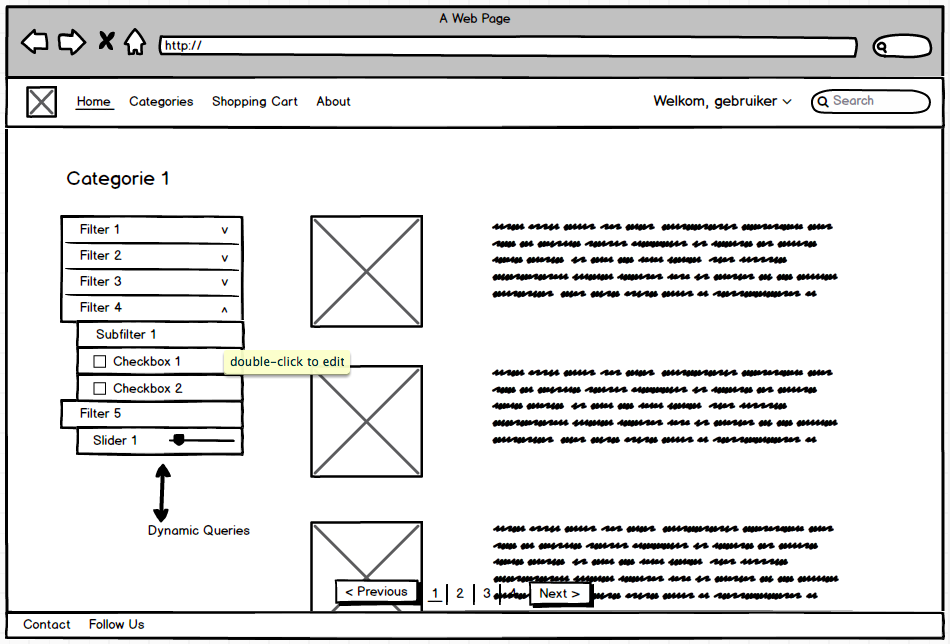 A Web Page
http://
Home Categories Shopping Cart About Welkom, gebruiker Search
Categorie 1
Filter 1
Filter 2
Filter 3
Filter 4
Subfilter 1
Checkbox 1
double-click to edit
Checkbox 2
Filter 5
Slider 1
Dynamic Queries
< Previous 1 2 3 4 Next >
Contact Follow Us